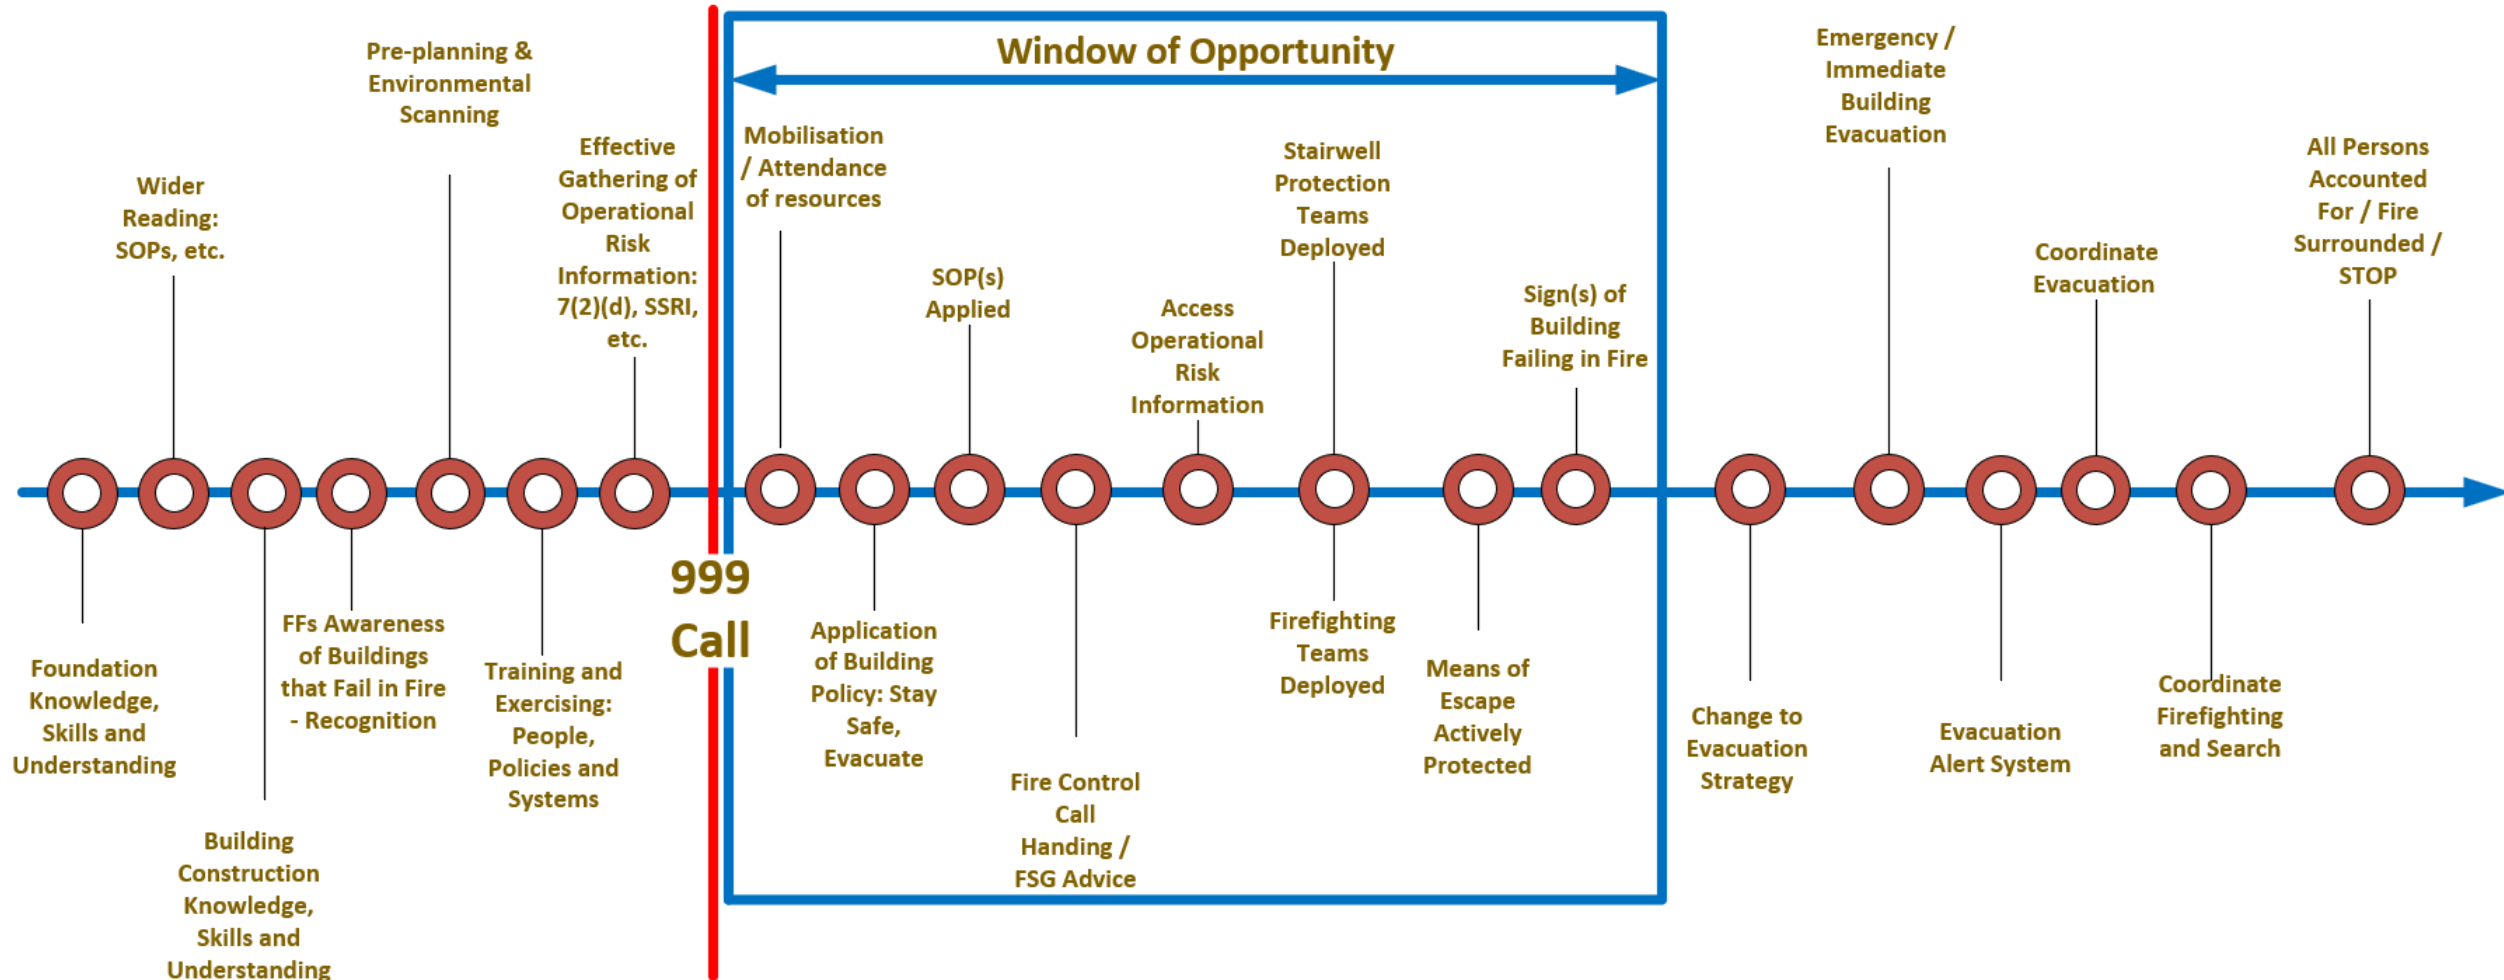 Window of Opportunity
Foundation
Knowledge,
Skills and
Understanding
Wider
Reading:
SOPs, etc.
Building
Construction
Knowledge,
Skills and
Understanding
FFs Awareness
of Buildings
that Fail in Fire
- Recognition
Pre-planning &
Environmental
Scanning
Training and
Exercising:
People,
Policies and
Systems
Effective
Gathering of
Operational
Risk
Information:
7(2)(d), SSRI,
etc.
999
Call
Mobilisation
/ Attendance
of resources
Application
of Building
Policy: Stay
Safe,
Evacuate
SOP(s)
Applied
Fire Control
Call
Handing /
FSG Advice
Access
Operational
Risk
Information
Stairwell
Protection
Teams
Deployed
Firefighting
Teams
Deployed
Means of
Escape
Actively
Protected
Sign(s) of
Building
Failing in Fire
Change to
Evacuation
Strategy
Emergency /
Immediate
Building
Evacuation
Evacuation
Alert System
Coordinate
Evacuation
Coordinate
Firefighting
and Search
All Persons
Accounted
For / Fire
Surrounded /
STOP